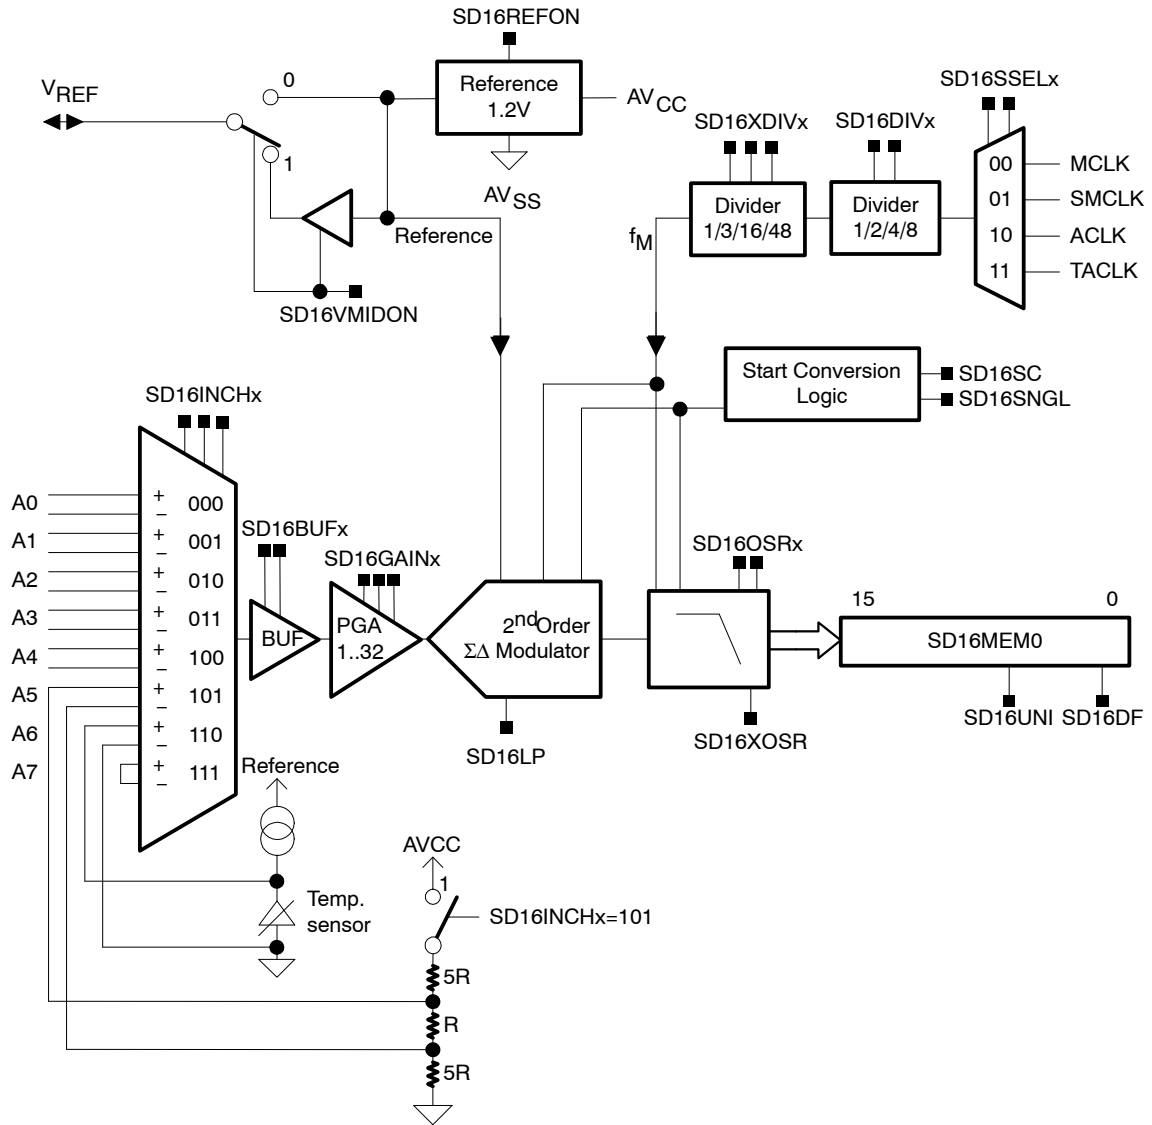 SD16REFON
VREF
0
Reference
1.2V
AVCC
AVSS
1
Reference
SD16VMIDON
SD16SSELx
SD16XDIVx
SD16DIVx
Divider
1/3/16/48
Divider
1/2/4/8
fM
00
MCLK
01
SMCLK
10
ACLK
11
TACLK
Start Conversion
Logic
SD16SC
SD16SNGL
SD16INCHx
A0
+
−
000
A1
+
−
001
A2
+
−
010
A3
+
−
011
A4
+
−
100
A5
+
−
101
A6
+
−
110
A7
+
−
111
SD16BUFx
BUF
SD16GAINx
PGA
1..32
2nd Order
ΣΔ Modulator
SD16LP
SD16OSRx
SD16XOSR
15
0
SD16MEM0
SD16UNI
SD16DF
Reference
Temp.
sensor
AVCC
1
SD16INCHx=101
5R
R
5R